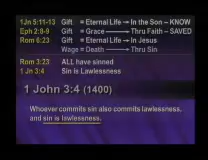 1Jn 5:11-13 Gift = Eternal Life → In the Son – KNOW
Eph 2:8-9 Gift = Grace → Thru Faith – SAVED
Rom 6:23 Gift = Eternal Life → In Jesus
Wage = Death → Thru Sin
Rom 3:23 ALL have sinned
1 Jn 3:4 Sin is Lawlessness
1 John 3:4 (1400)
Whoever commits sin also commits lawlessness,
and sin is lawlessness.